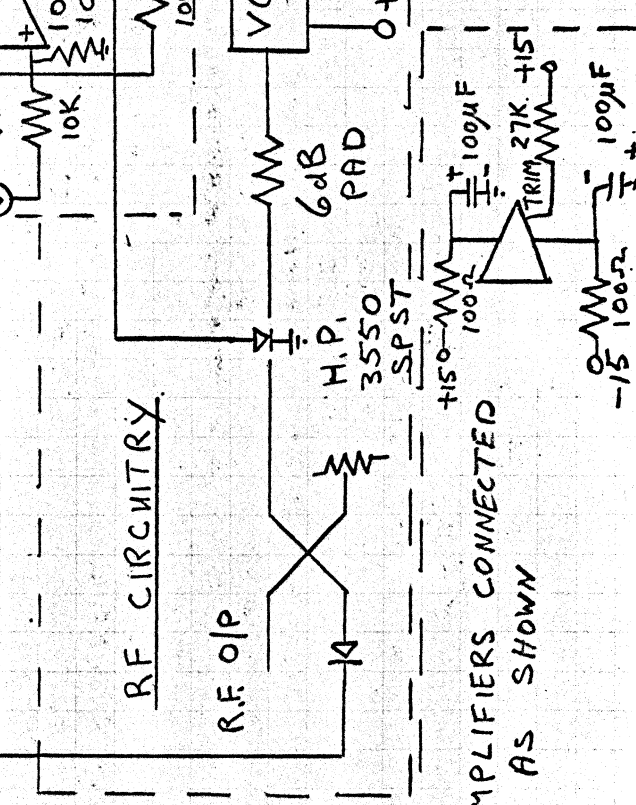 10K
VC
6dB
PAD
H.P.
3550
SPST
RF CIRCUITRY
R.F. O/P
+
100µF
TRIM 27K
+15
+15
100Ω
100µF
-15
100Ω
MPLIFIERS CONNECTED
AS SHOWN